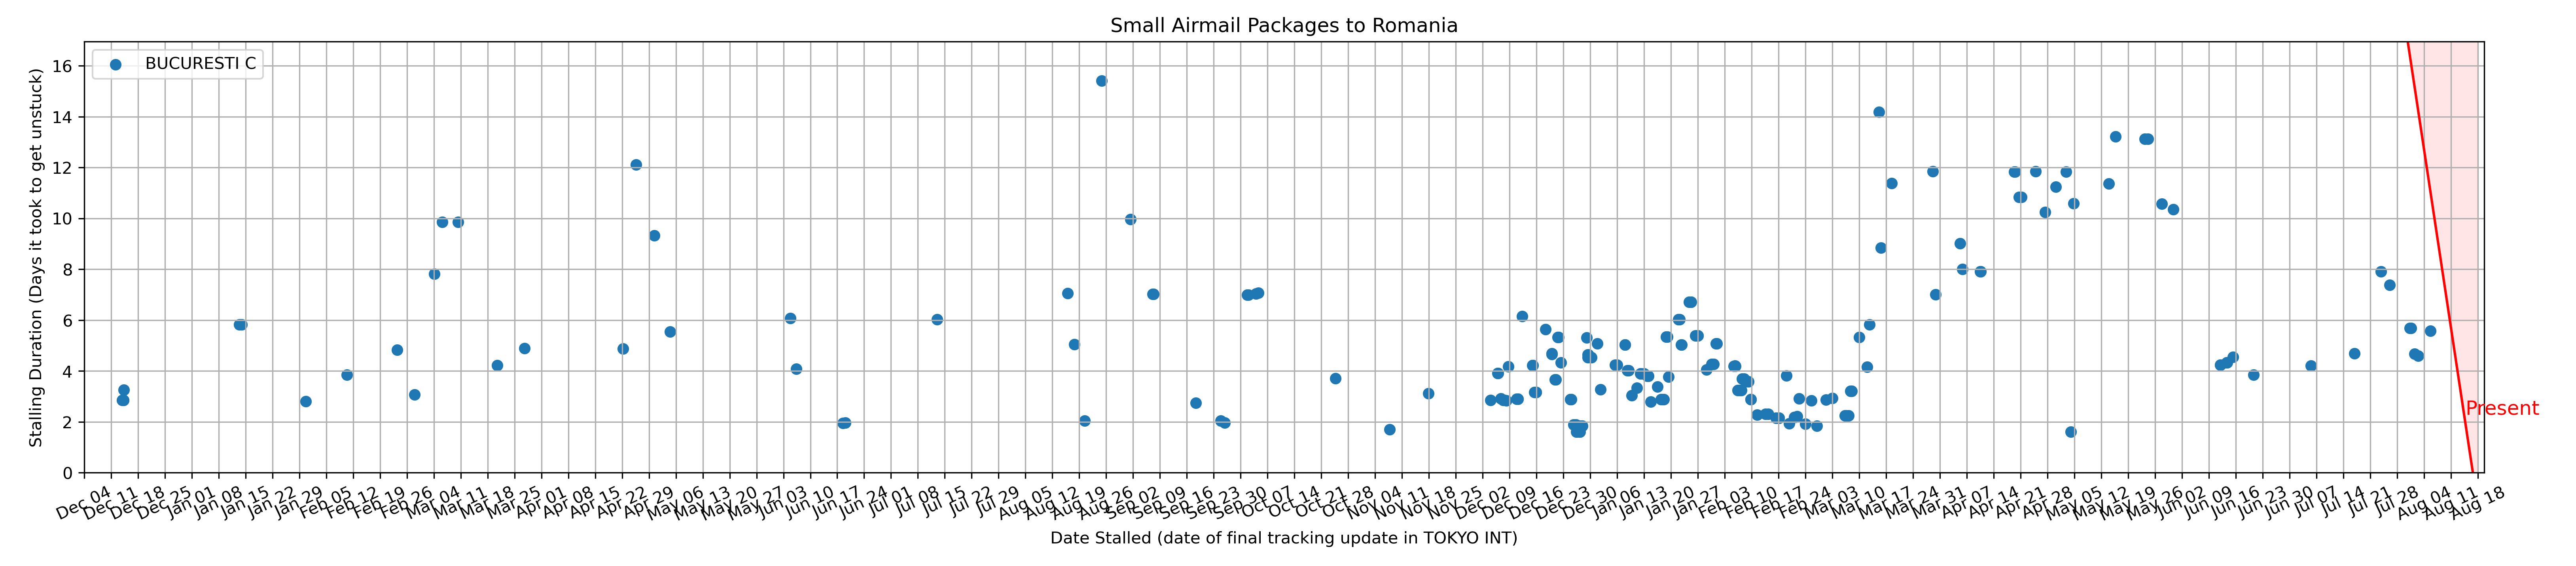 Small Airmail Packages to Romania
BUCURESTI C
Stalling Duration (Days it took to get unstuck)
16
14
12
10
8
6
4
2
0
Present
Dec 04
Dec 11
Dec 18
Dec 25
Jan 01
Jan 08
Jan 15
Jan 22
Jan 29
Feb 05
Feb 12
Feb 19
Feb 26
Mar 04
Mar 11
Mar 18
Mar 25
Apr 01
Apr 08
Apr 15
Apr 22
Apr 29
May 06
May 13
May 20
May 27
Jun 03
Jun 10
Jun 17
Jun 24
Jul 01
Jul 08
Jul 15
Jul 22
Jul 29
Aug 05
Aug 12
Aug 19
Aug 26
Sep 02
Sep 09
Sep 16
Sep 23
Sep 30
Oct 07
Oct 14
Oct 21
Oct 28
Nov 04
Nov 11
Nov 18
Nov 25
Dec 02
Dec 09
Dec 16
Dec 23
Dec 30
Jan 06
Jan 13
Jan 20
Jan 27
Feb 03
Feb 10
Feb 17
Feb 24
Mar 03
Mar 10
Mar 17
Mar 24
Mar 31
Apr 07
Apr 14
Apr 21
Apr 28
May 05
May 12
May 19
May 26
Jun 02
Jun 09
Jun 16
Jun 23
Jun 30
Jul 07
Jul 14
Jul 21
Jul 28
Aug 04
Aug 11
Aug 18
Date Stalled (date of final tracking update in TOKYO INT)